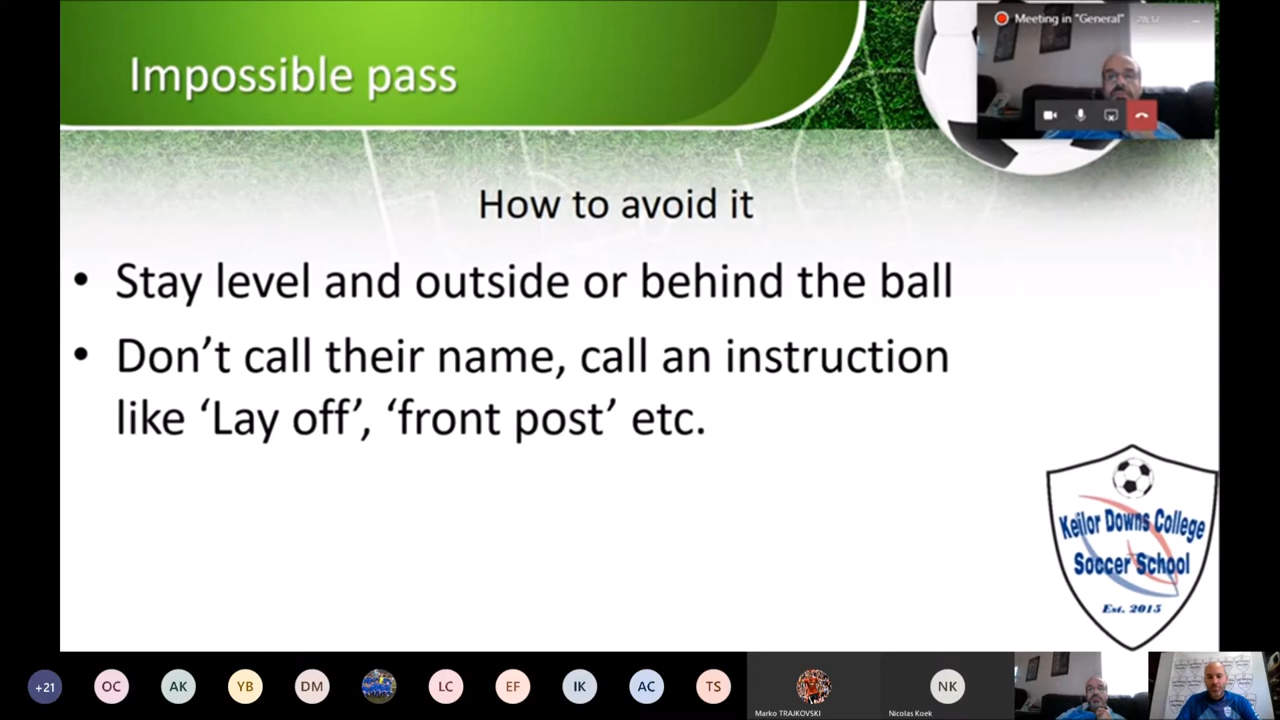 Impossible pass
Meeting in "General"
How to avoid it
• Stay level and outside or behind the ball
• Don't call their name, call an instruction
like 'Lay off', 'front post' etc.
Keilor Downs College
Soccer School
Est. 2015
+21
OC
AK
YB
DM
LC
EF
IK
AC
TS
NK
Marko TRAJKOVSKI
Nicolas Koek